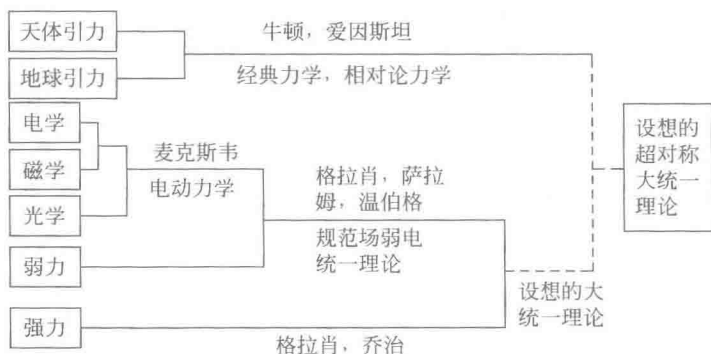 天体引力
牛顿，爱因斯坦
地球引力
经典力学，相对论力学
电学
磁学
光学
麦克斯韦
电动力学
弱力
格拉肖，萨拉
姆，温伯格
规范场弱电
统一理论
强力
格拉肖，乔治
设想的大
统一理论
设想的
超对称
大统一
理论